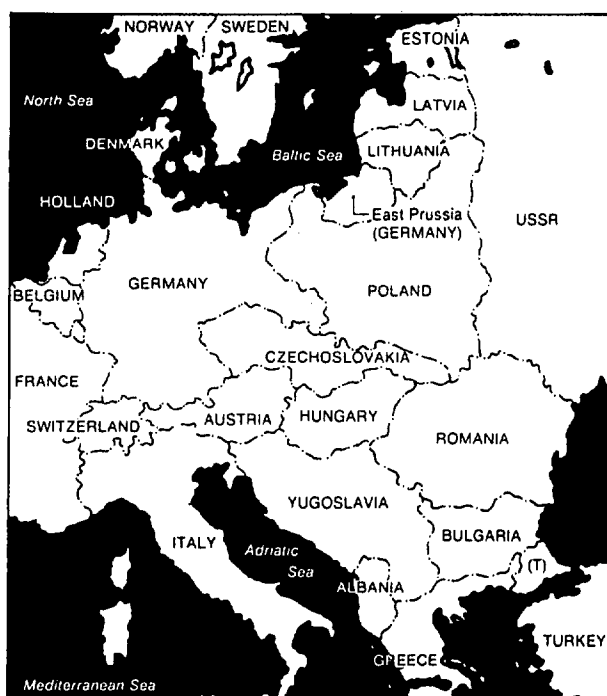 NORWAY
SWEDEN
ESTONIA
North Sea
LATVIA
DENMARK
Baltic Sea
LITHUANIA
HOLLAND
East Prussia
(GERMANY)
USSR
BELGIUM
GERMANY
POLAND
CZECHOSLOVAKIA
FRANCE
SWITZERLAND
AUSTRIA
HUNGARY
ROMANIA
YUGOSLAVIA
BULGARIA
ITALY
Adriatic
Sea
(T)
ALBANIA
TURKEY
GREECE
Mediterranean Sea